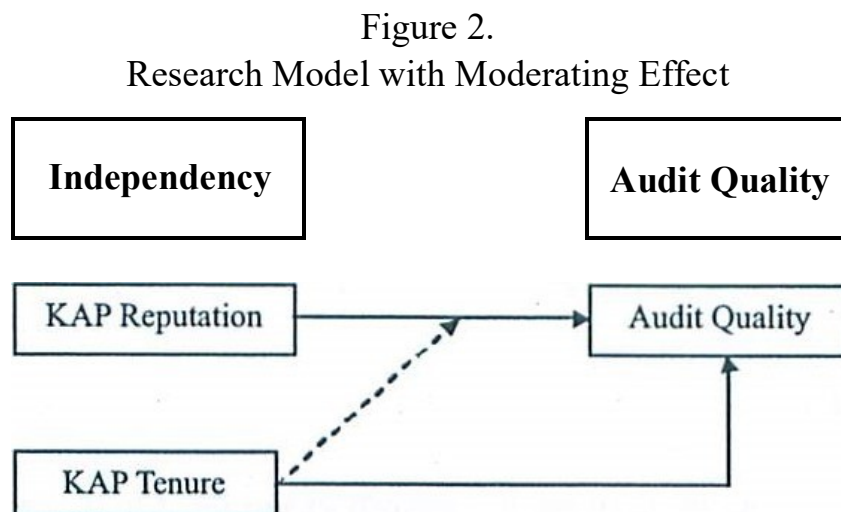 Figure 2.
Research Model with Moderating Effect
Independency
Audit Quality
KAP Reputation
Audit Quality
KAP Tenure